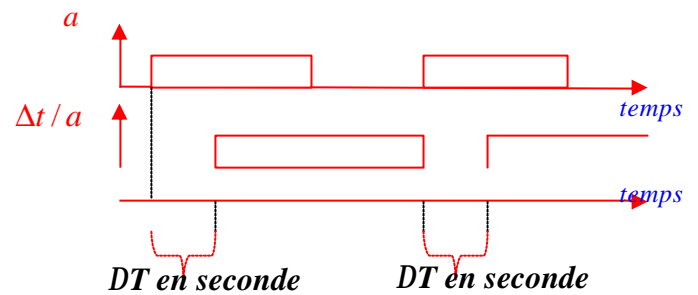 a
temps
Δt / a
temps
DT en seconde
DT en seconde